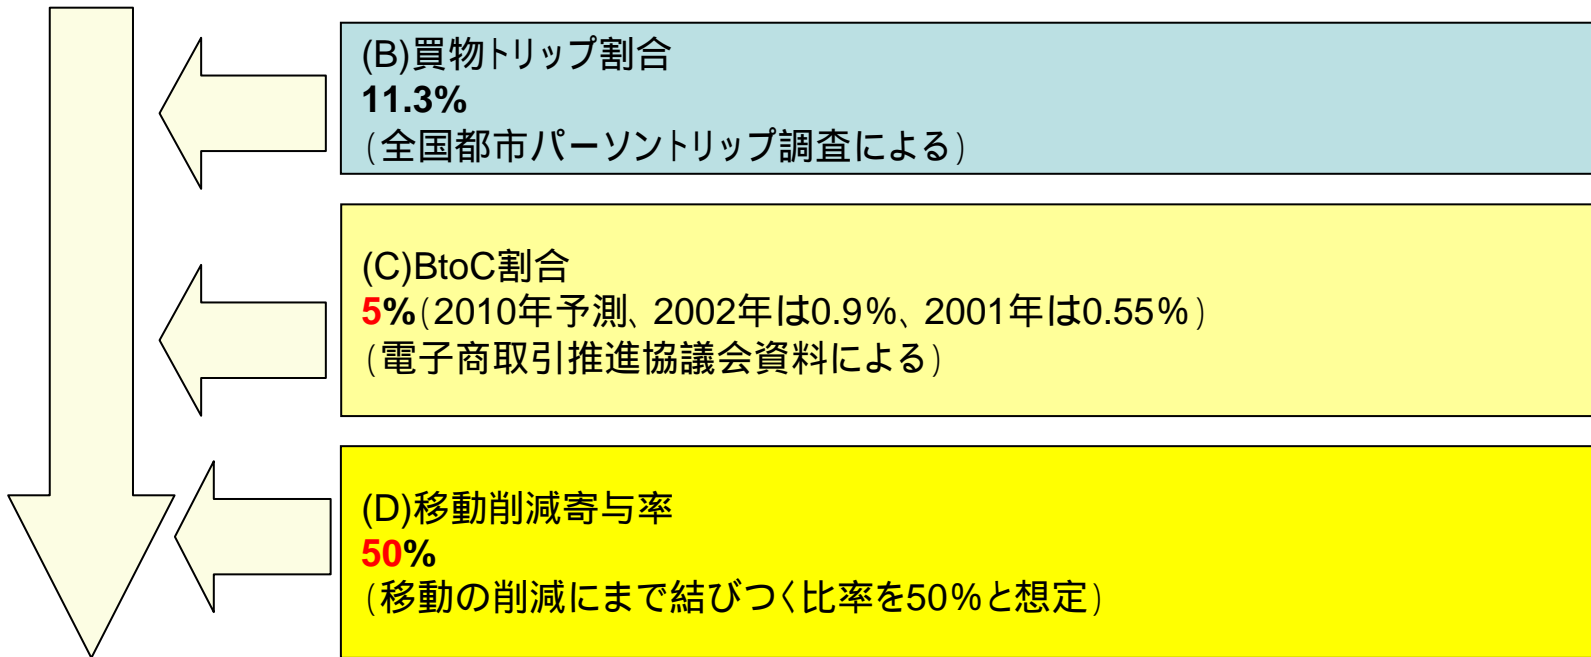 (B)買物トリップ割合
11.3%
(全国都市パーソントリップ調査による)
(C)BtoC割合
5%(2010年予測、2002年は0.9%、2001年は0.55%)
(電子商取引推進協議会資料による)
(D)移動削減寄与率
50%
(移動の削減にまで結びつく比率を50%と想定)